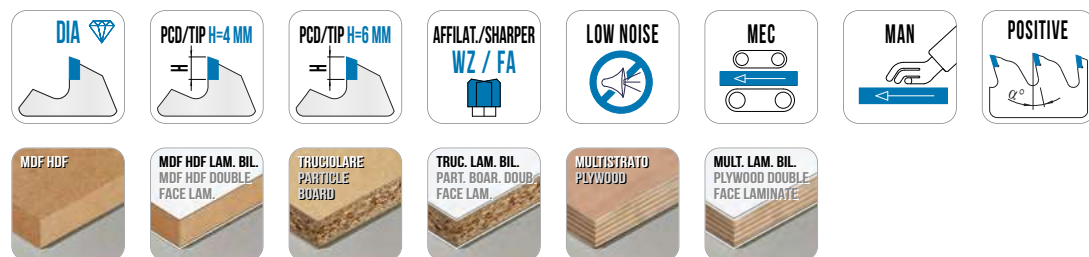 DIA
PCD/TIP H=4 MM
PCD/TIP H=6 MM
AFFILAT./SHARPER
WZ / FA
LOW NOISE
MEC
MAN
POSITIVE
α°
MDF HDF
MDF HDF LAM. BIL.
MDF HDF DOUBLE
FACE LAM.
TRUCIOLARE
PARTICLE
BOARD
TRUC. LAM. BIL.
PART. BOAR. DOUB.
FACE LAM.
MULTISTRATO
PLYWOOD
MULT. LAM. BIL.
PLYWOOD DOUBLE
FACE LAMINATE